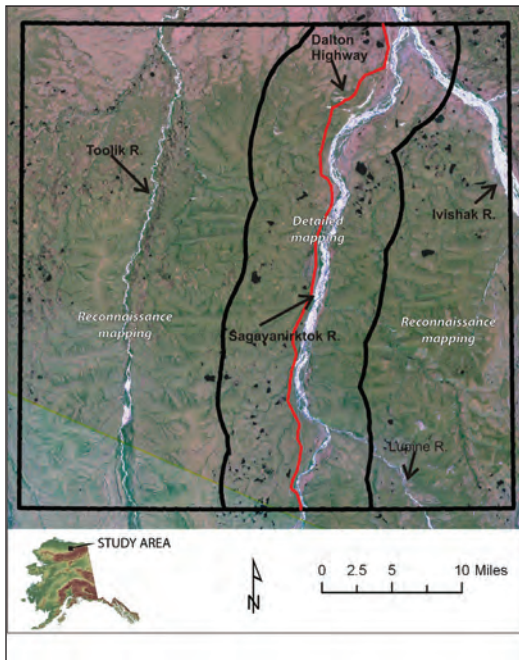 Dalton
Highway
Toolik R.
Ivishak R.
Detailed
mapping
Reconnaissance
mapping
Sagavanirktok R.
Reconnaissance
mapping
Lupine R.
STUDY AREA
N
0 2.5 5 10 Miles